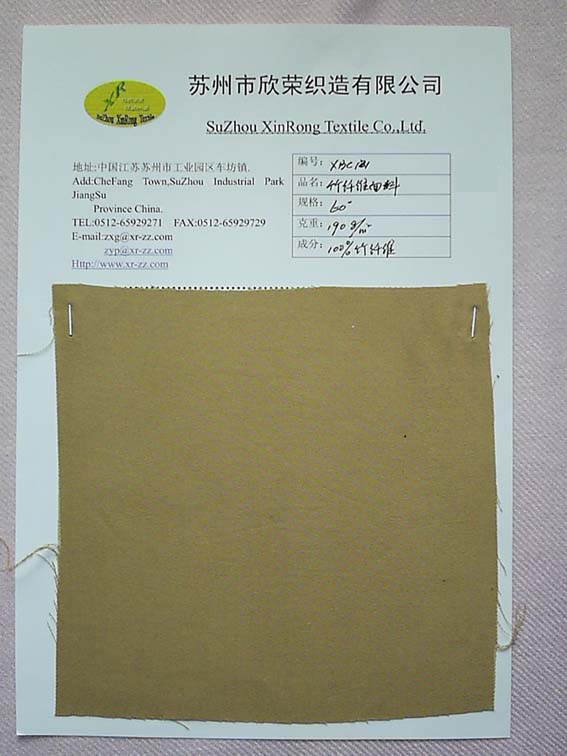 苏州市欣荣织造有限公司
SuZhou XinRong Textile Co.,Ltd.
SuZhou XinRong Textile
地址:中国江苏苏州市工业园区车坊镇.
Add:CheFang Town,SuZhou Industrial Park
JiangSu
Province China.
TEL:0512-65929271 FAX:0512-65929729
E-mail:zxg@xr-zz.com
zyp@xr-zz.com
Http://www.xr-zz.com
编号:
品名: 竹纤维面料
规格: 60"
克重: 190g/m²
成分: 100%竹纤维